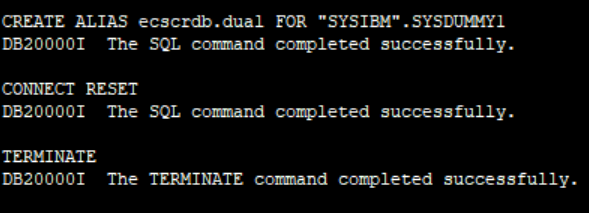 CREATE ALIAS ecscrdb.dual FOR "SYSIBM".SYSDUMMY1
DB20000I  The SQL command completed successfully.
CONNECT RESET
DB20000I  The SQL command completed successfully.
TERMINATE
DB20000I  The TERMINATE command completed successfully.